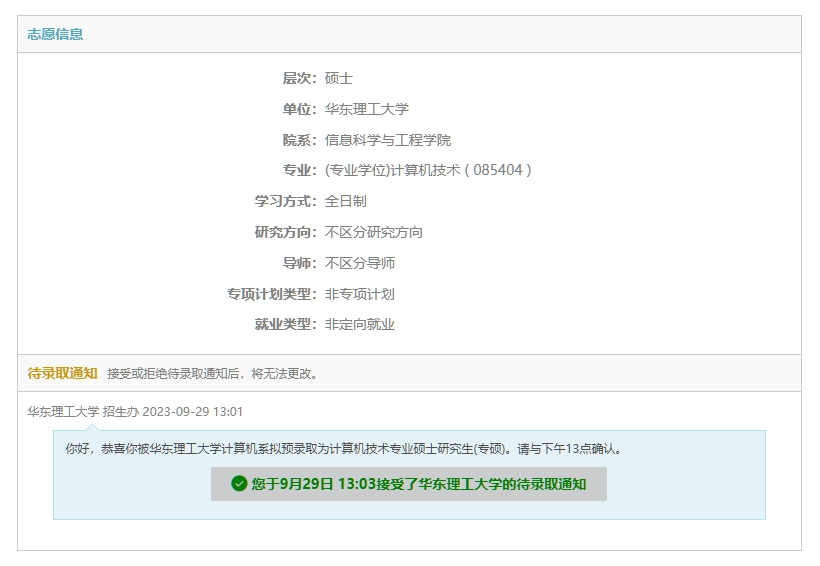 志愿信息
层次：硕士
单位：华东理工大学
院系：信息科学与工程学院
专业：(专业学位)计算机技术 ( 085404 )
学习方式：全日制
研究方向：不区分研究方向
导师：不区分导师
专项计划类型：非专项计划
就业类型：非定向就业
待录取通知 接受或拒绝待录取通知后，将无法更改。
华东理工大学 招生办 2023-09-29 13:01
你好，恭喜你被华东理工大学计算机系拟预录取为计算机技术专业硕士研究生(专硕)。请与下午13点确认。
您于9月29日 13:03接受了华东理工大学的待录取通知